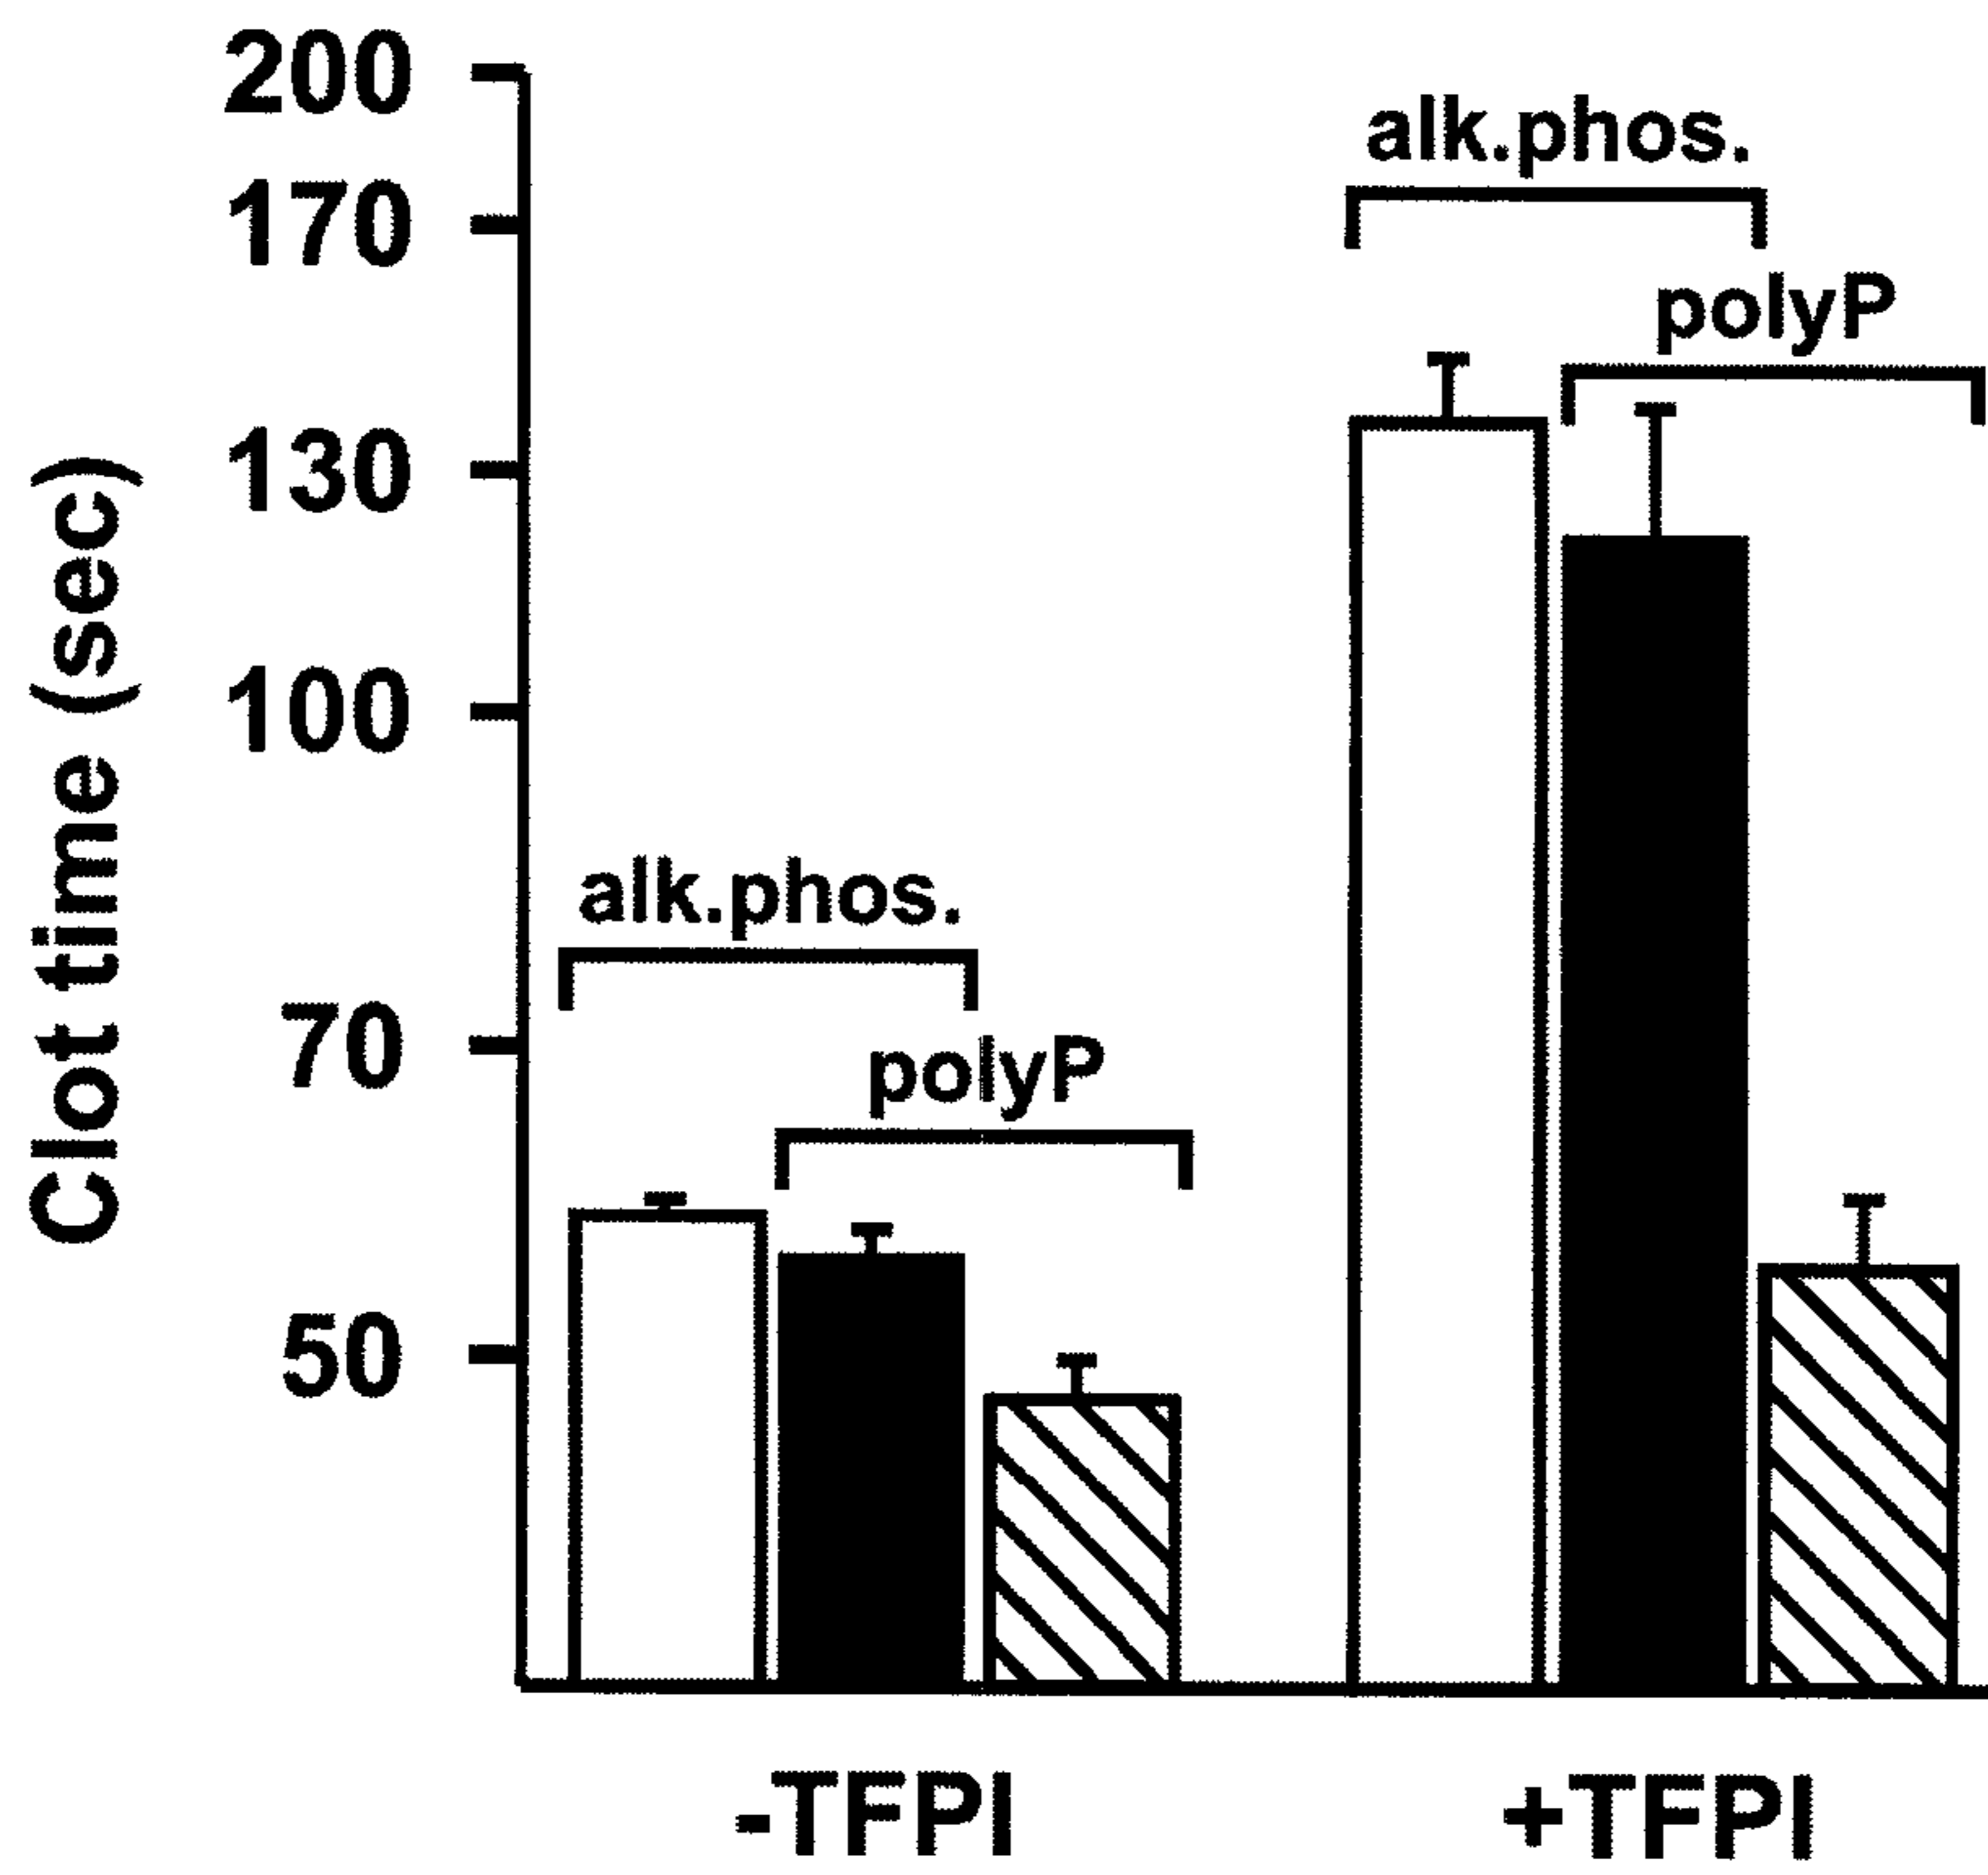 200
170
130
100
70
50
Clot time (sec)
alk.phos.
polyP
alk.phos.
polyP
-TFPI
+TFPI